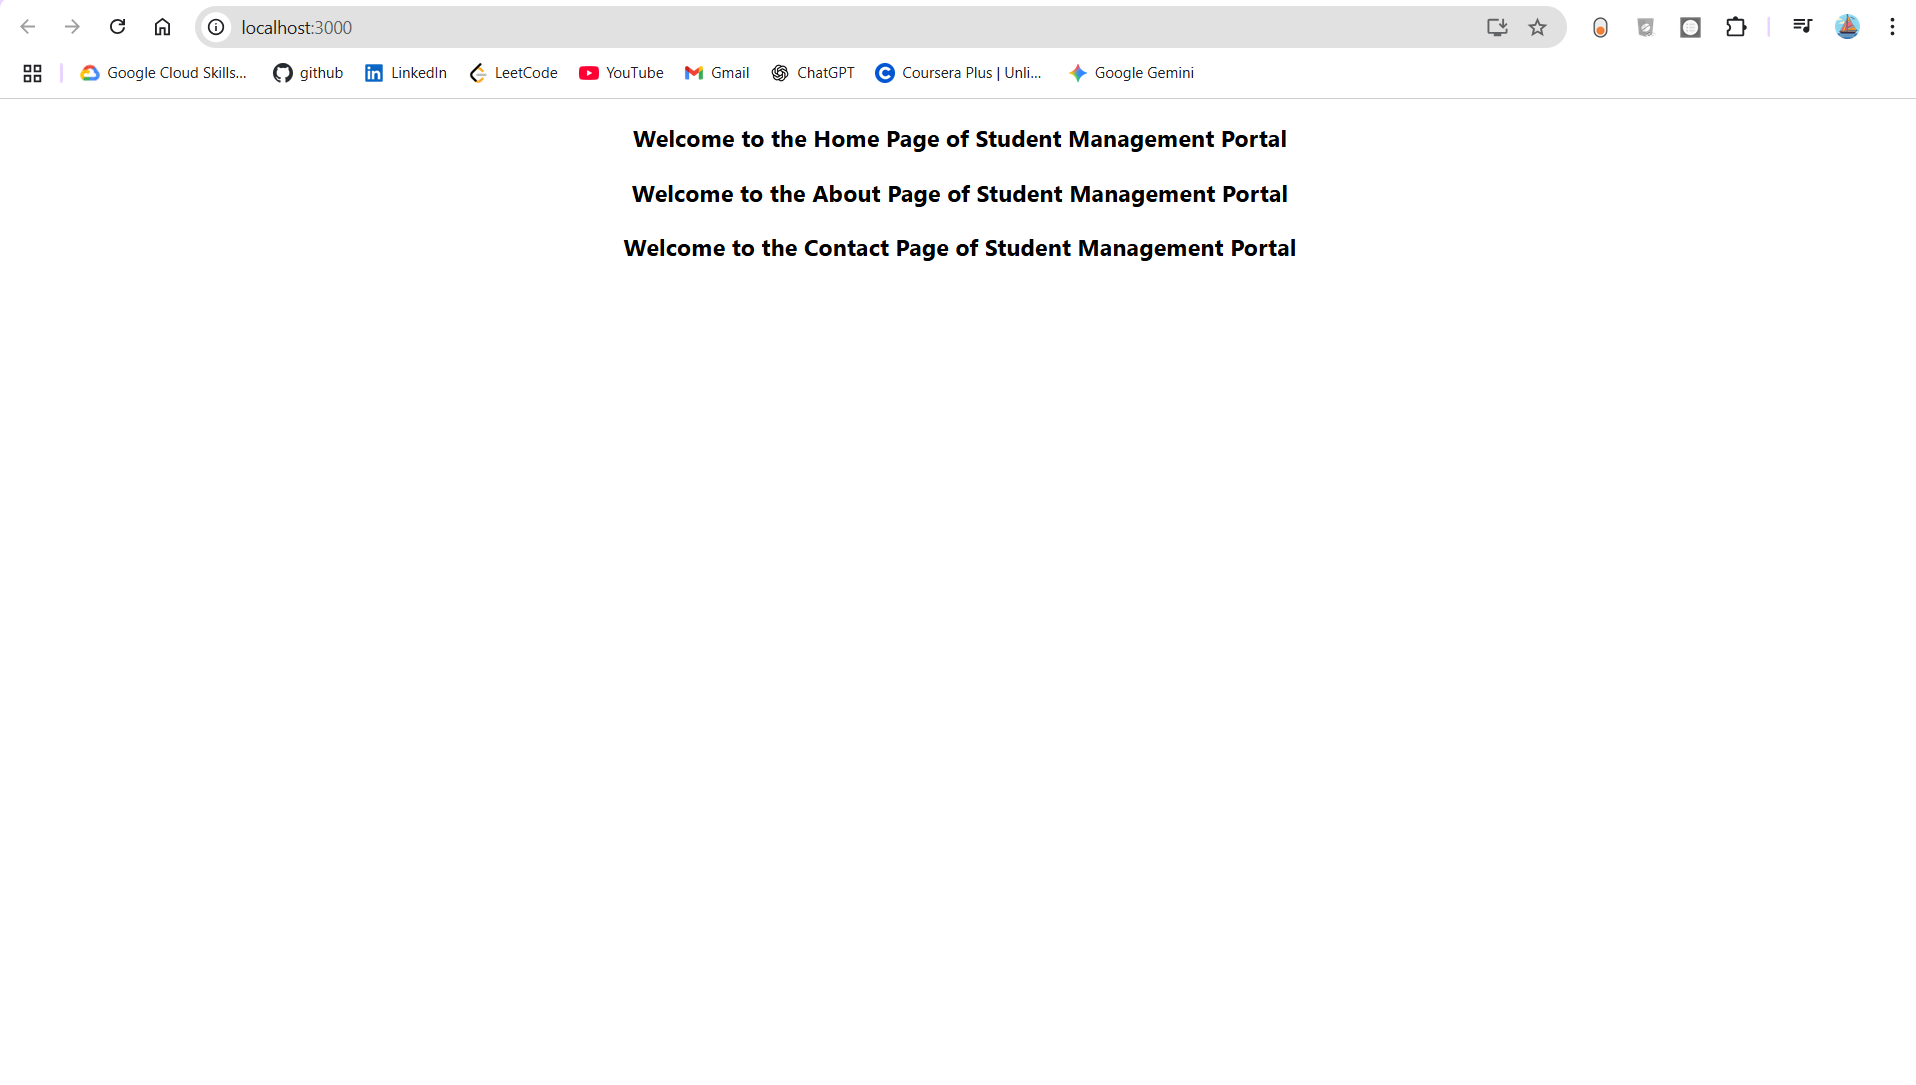 localhost:3000
Google Cloud Skills... github LinkedIn LeetCode YouTube Gmail ChatGPT Coursera Plus | Unli... Google Gemini
Welcome to the Home Page of Student Management Portal
Welcome to the About Page of Student Management Portal
Welcome to the Contact Page of Student Management Portal